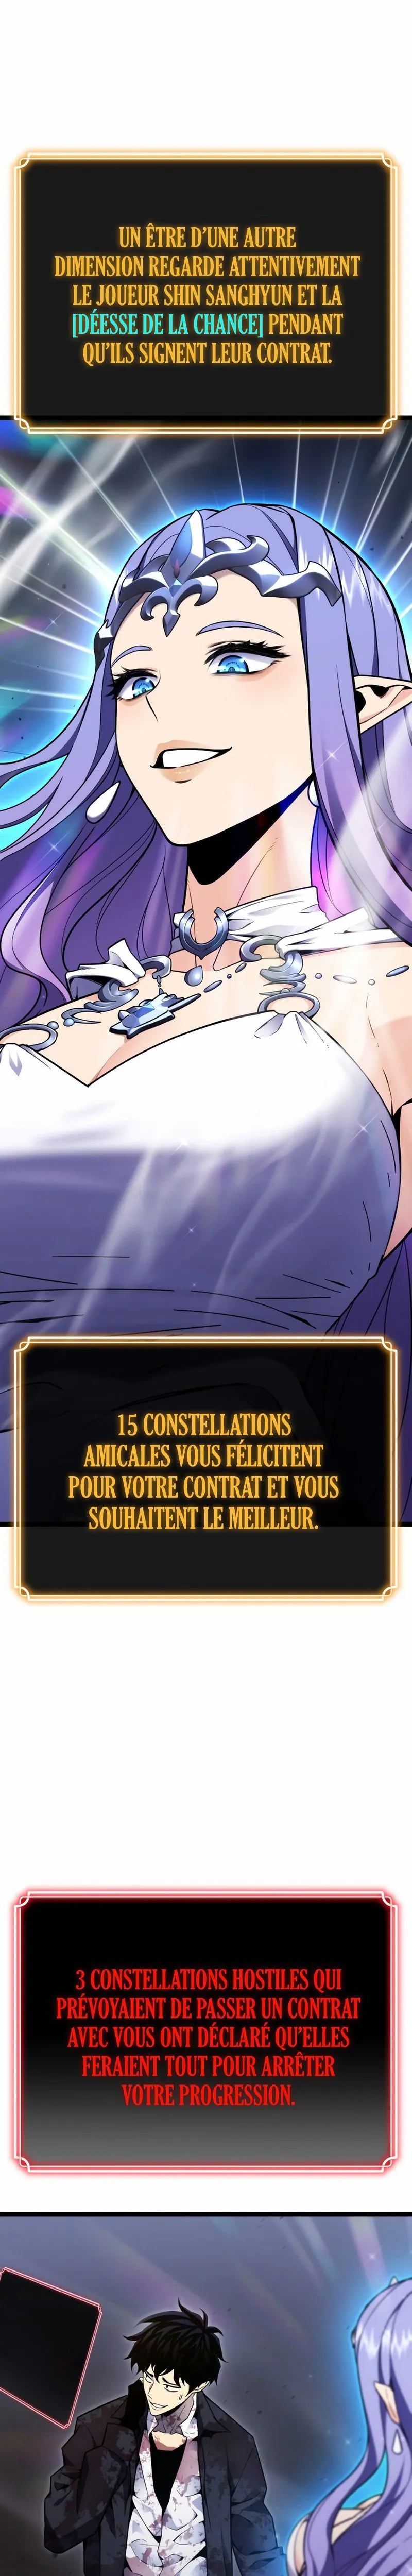 UN ÊTRE D'UNE AUTRE
DIMENSION REGARDE ATTENTIVEMENT
LE JOUEUR SHIN SANGHYUN ET LA
[DÉESSE DE LA CHANCE] PENDANT
QU'ILS SIGNENT LEUR CONTRAT.
15 CONSTELLATIONS
AMICALES VOUS FÉLICITENT
POUR VOTRE CONTRAT ET VOUS
SOUHAITENT LE MEILLEUR.
3 CONSTELLATIONS HOSTILES QUI
PRÉVOYAIENT DE PASSER UN CONTRAT
AVEC VOUS ONT DÉCLARÉ QU'ELLES
FERAIENT TOUT POUR ARRÊTER
VOTRE PROGRESSION.